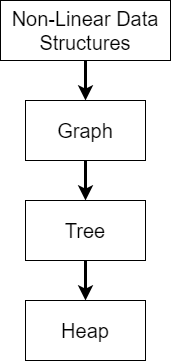 Non-Linear Data
Structures
Graph
Tree
Heap